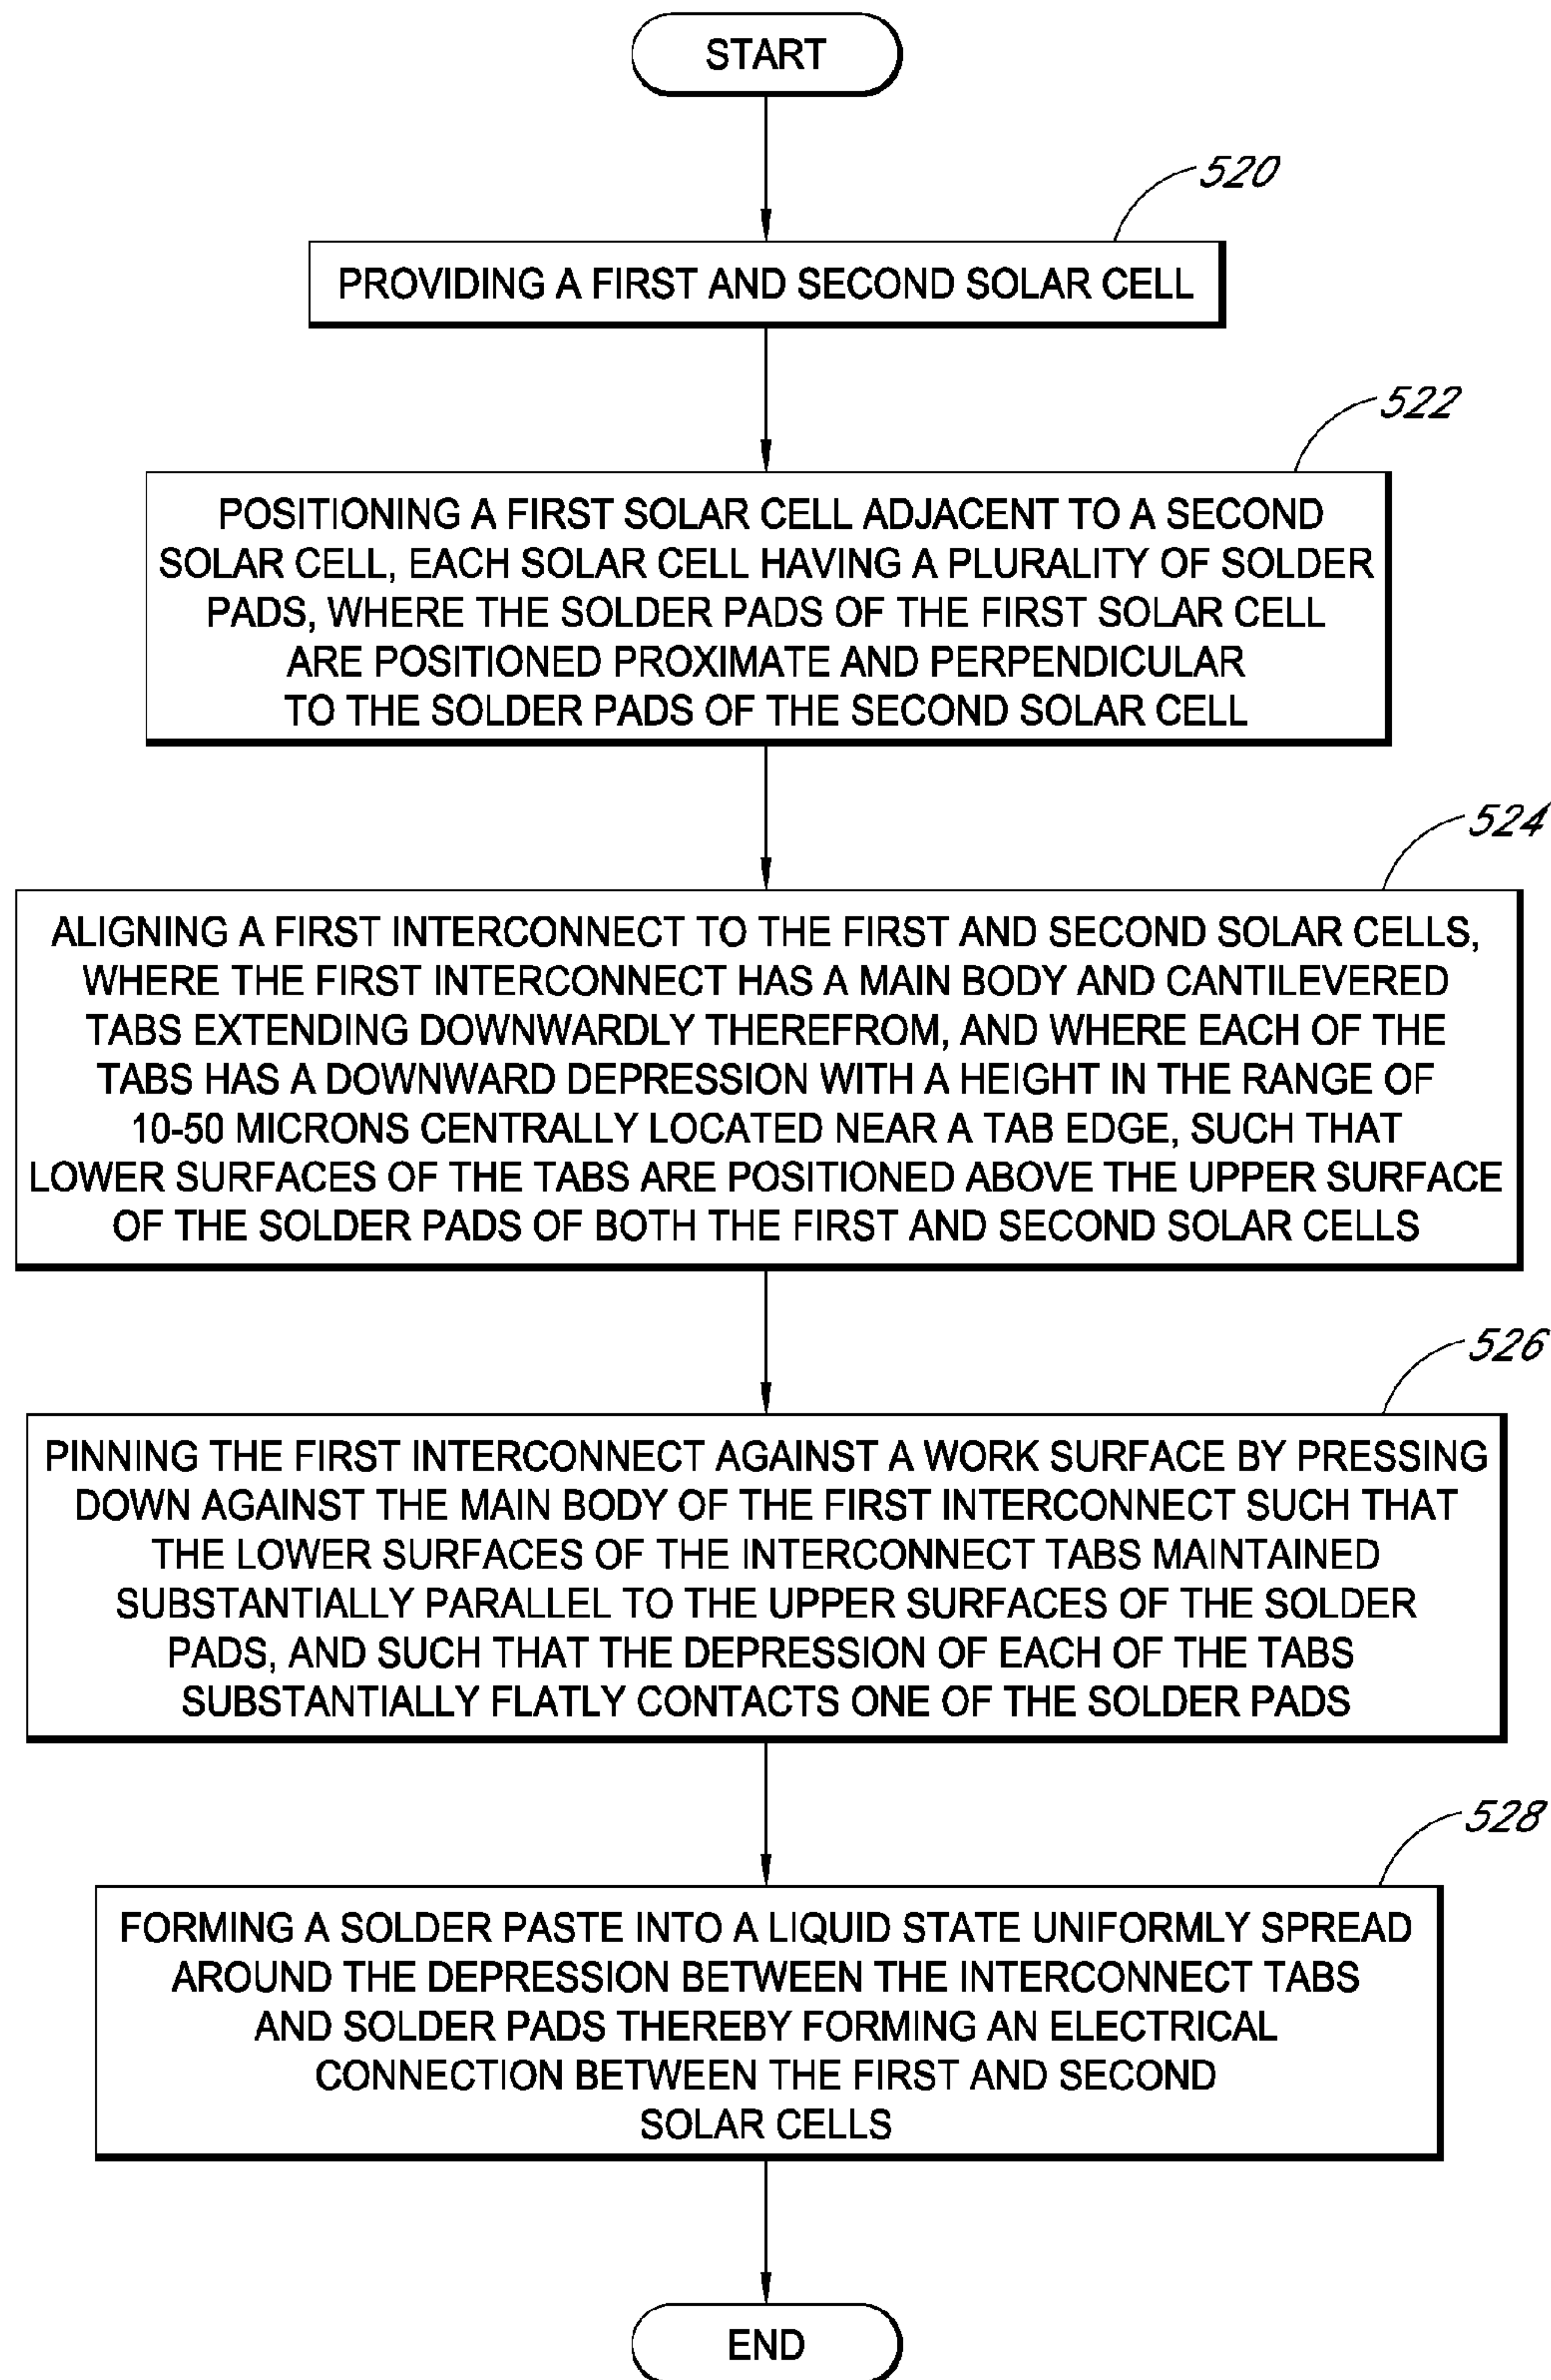 START
520
PROVIDING A FIRST AND SECOND SOLAR CELL
522
POSITIONING A FIRST SOLAR CELL ADJACENT TO A SECOND
SOLAR CELL, EACH SOLAR CELL HAVING A PLURALITY OF SOLDER
PADS, WHERE THE SOLDER PADS OF THE FIRST SOLAR CELL
ARE POSITIONED PROXIMATE AND PERPENDICULAR
TO THE SOLDER PADS OF THE SECOND SOLAR CELL
524
ALIGNING A FIRST INTERCONNECT TO THE FIRST AND SECOND SOLAR CELLS,
WHERE THE FIRST INTERCONNECT HAS A MAIN BODY AND CANTILEVERED
TABS EXTENDING DOWNWARDLY THEREFROM, AND WHERE EACH OF THE
TABS HAS A DOWNWARD DEPRESSION WITH A HEIGHT IN THE RANGE OF
10-50 MICRONS CENTRALLY LOCATED NEAR A TAB EDGE, SUCH THAT
LOWER SURFACES OF THE TABS ARE POSITIONED ABOVE THE UPPER SURFACE
OF THE SOLDER PADS OF BOTH THE FIRST AND SECOND SOLAR CELLS
526
PINNING THE FIRST INTERCONNECT AGAINST A WORK SURFACE BY PRESSING
DOWN AGAINST THE MAIN BODY OF THE FIRST INTERCONNECT SUCH THAT
THE LOWER SURFACES OF THE INTERCONNECT TABS MAINTAINED
SUBSTANTIALLY PARALLEL TO THE UPPER SURFACES OF THE SOLDER
PADS, AND SUCH THAT THE DEPRESSION OF EACH OF THE TABS
SUBSTANTIALLY FLATLY CONTACTS ONE OF THE SOLDER PADS
528
FORMING A SOLDER PASTE INTO A LIQUID STATE UNIFORMLY SPREAD
AROUND THE DEPRESSION BETWEEN THE INTERCONNECT TABS
AND SOLDER PADS THEREBY FORMING AN ELECTRICAL
CONNECTION BETWEEN THE FIRST AND SECOND
SOLAR CELLS
END